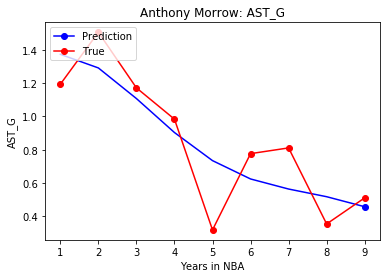 Anthony Morrow: AST_G
Prediction
True
1.4
1.2
1.0
0.8
0.6
0.4
AST_G
1 2 3 4 5 6 7 8 9
Years in NBA